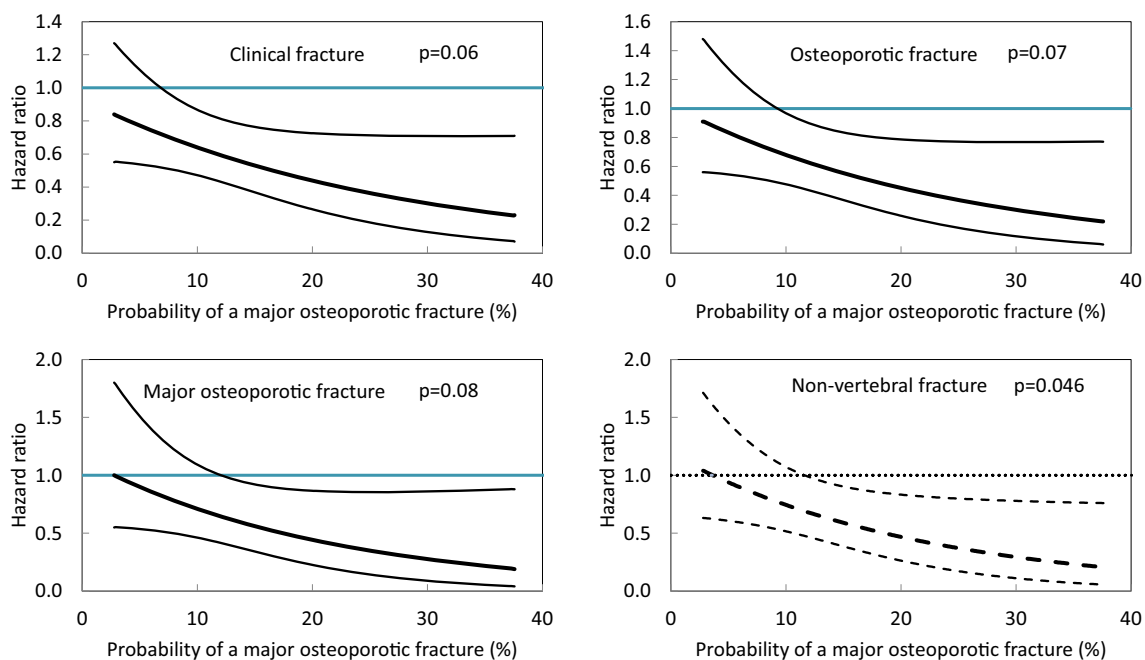 Clinical fracture p=0.06
Hazard ratio
1.4
1.2
1.0
0.8
0.6
0.4
0.2
0.0
0 10 20 30 40
Probability of a major osteoporotic fracture (%)
Osteoporotic fracture p=0.07
Hazard ratio
1.6
1.4
1.2
1.0
0.8
0.6
0.4
0.2
0.0
0 10 20 30 40
Probability of a major osteoporotic fracture (%)
Major osteoporotic fracture p=0.08
Hazard ratio
2.0
1.5
1.0
0.5
0.0
0 10 20 30 40
Probability of a major osteoporotic fracture (%)
Non-vertebral fracture p=0.046
Hazard ratio
2.0
1.5
1.0
0.5
0.0
0 10 20 30 40
Probability of a major osteoporotic fracture (%)